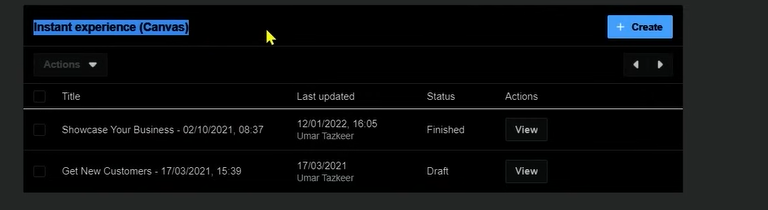 Instant experience (Canvas)
+ Create
Actions
Title Last updated Status Actions
Showcase Your Business - 02/10/2021, 08:37 12/01/2022, 16:05 Finished View
Umar Tazkeer
Get New Customers - 17/03/2021, 15:39 17/03/2021 Draft View
Umar Tazkeer